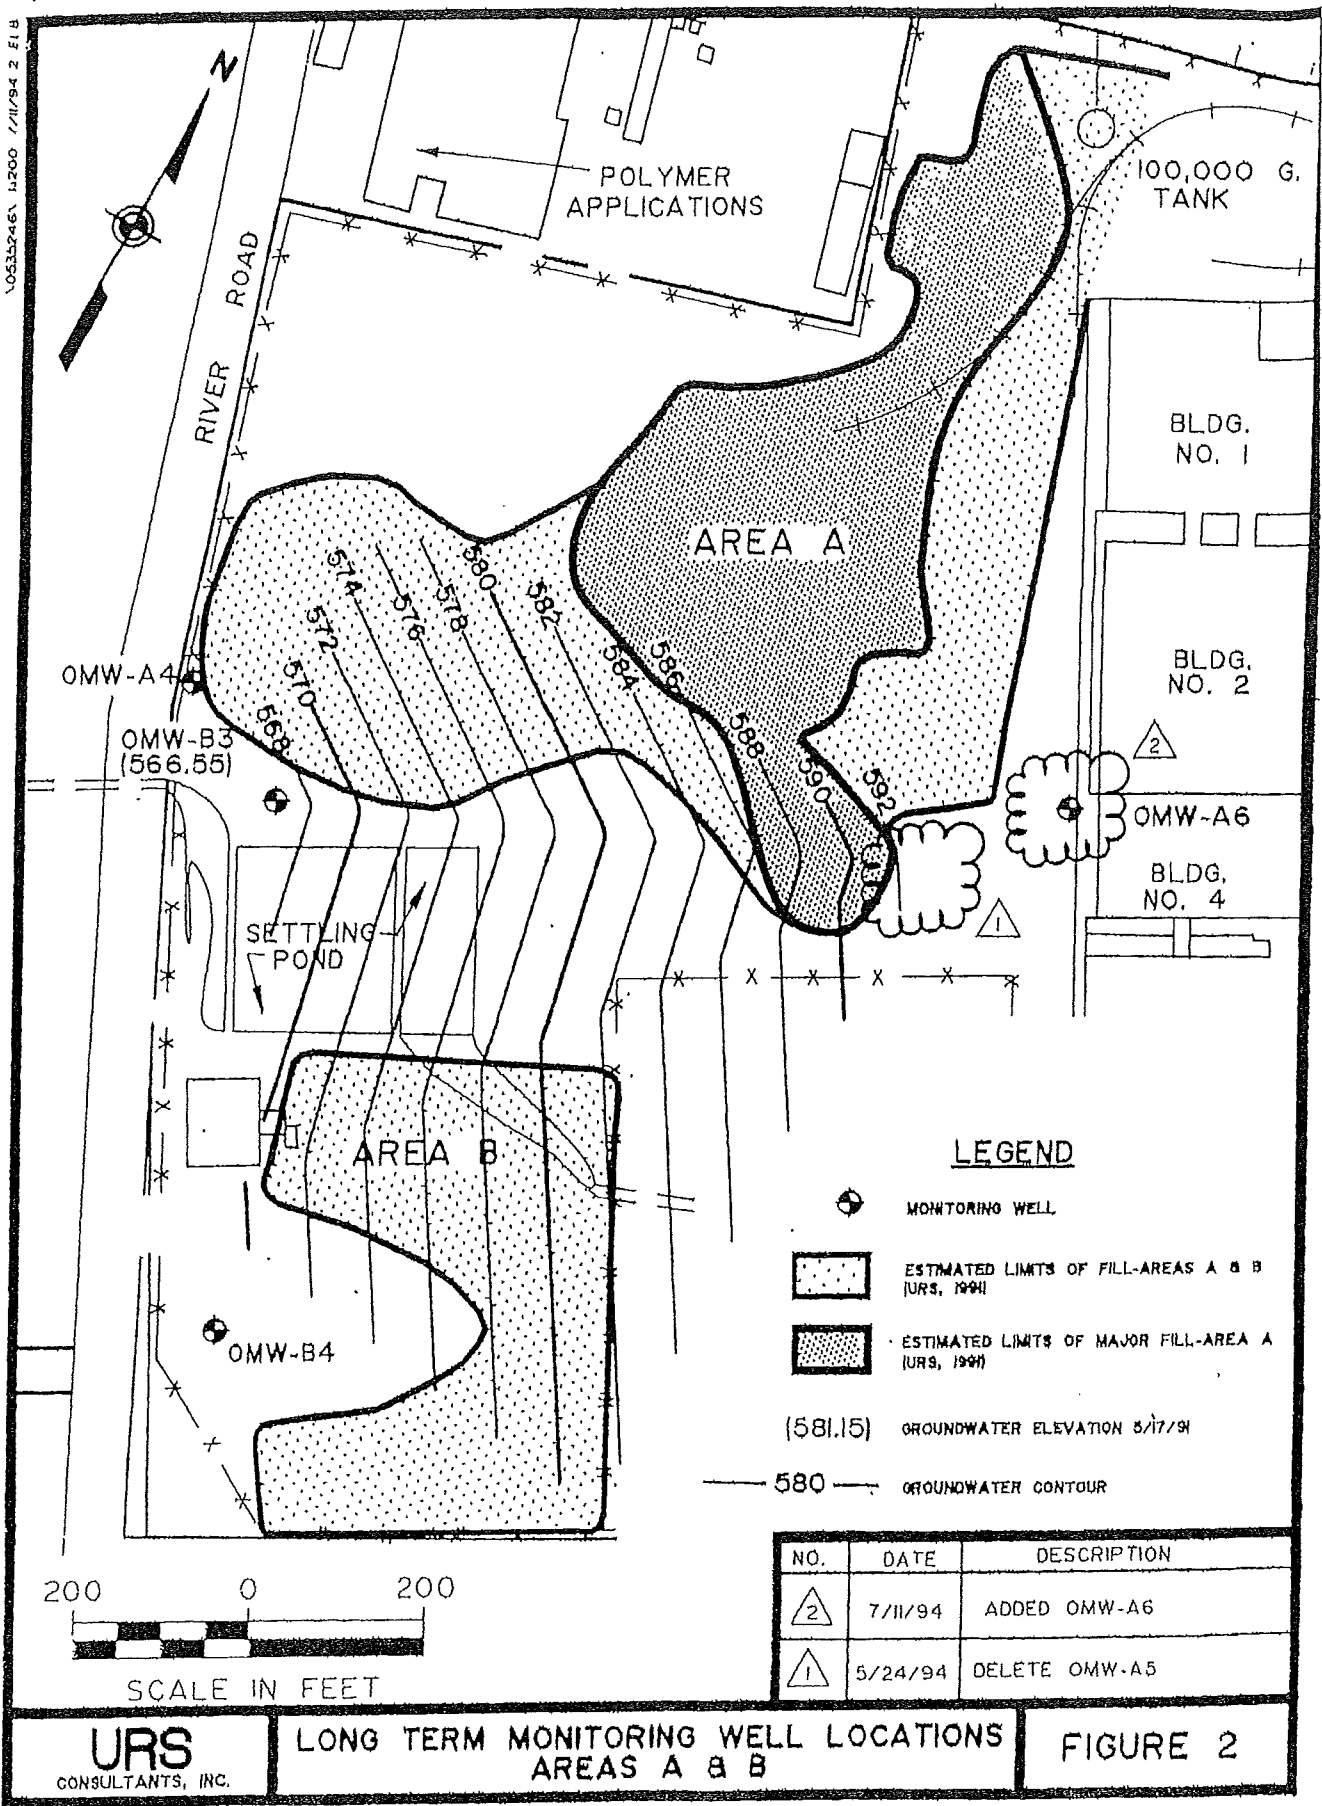 N
POLYMER
APPLICATIONS
100,000 G.
TANK
RIVER ROAD
BLDG.
NO. 1
AREA A
BLDG.
NO. 2
2
580
574
582
578
576
572
586
584
570
568
588
590
592
OMW-A4
OMW-B3
(566.55)
OMW-A6
BLDG.
NO. 4
1
SETTLING
POND
AREA B
OMW-B4
LEGEND
MONITORING WELL
ESTIMATED LIMITS OF FILL-AREAS A & B
(URS, 1991)
ESTIMATED LIMITS OF MAJOR FILL-AREA A
(URS, 1991)
(581.15) GROUNDWATER ELEVATION 5/17/91
580 GROUNDWATER CONTOUR
NO. DATE DESCRIPTION
2 7/11/94 ADDED OMW-A6
1 5/24/94 DELETE OMW-A5
200 0 200
SCALE IN FEET
URS
CONSULTANTS, INC.
LONG TERM MONITORING WELL LOCATIONS
AREAS A & B
FIGURE 2